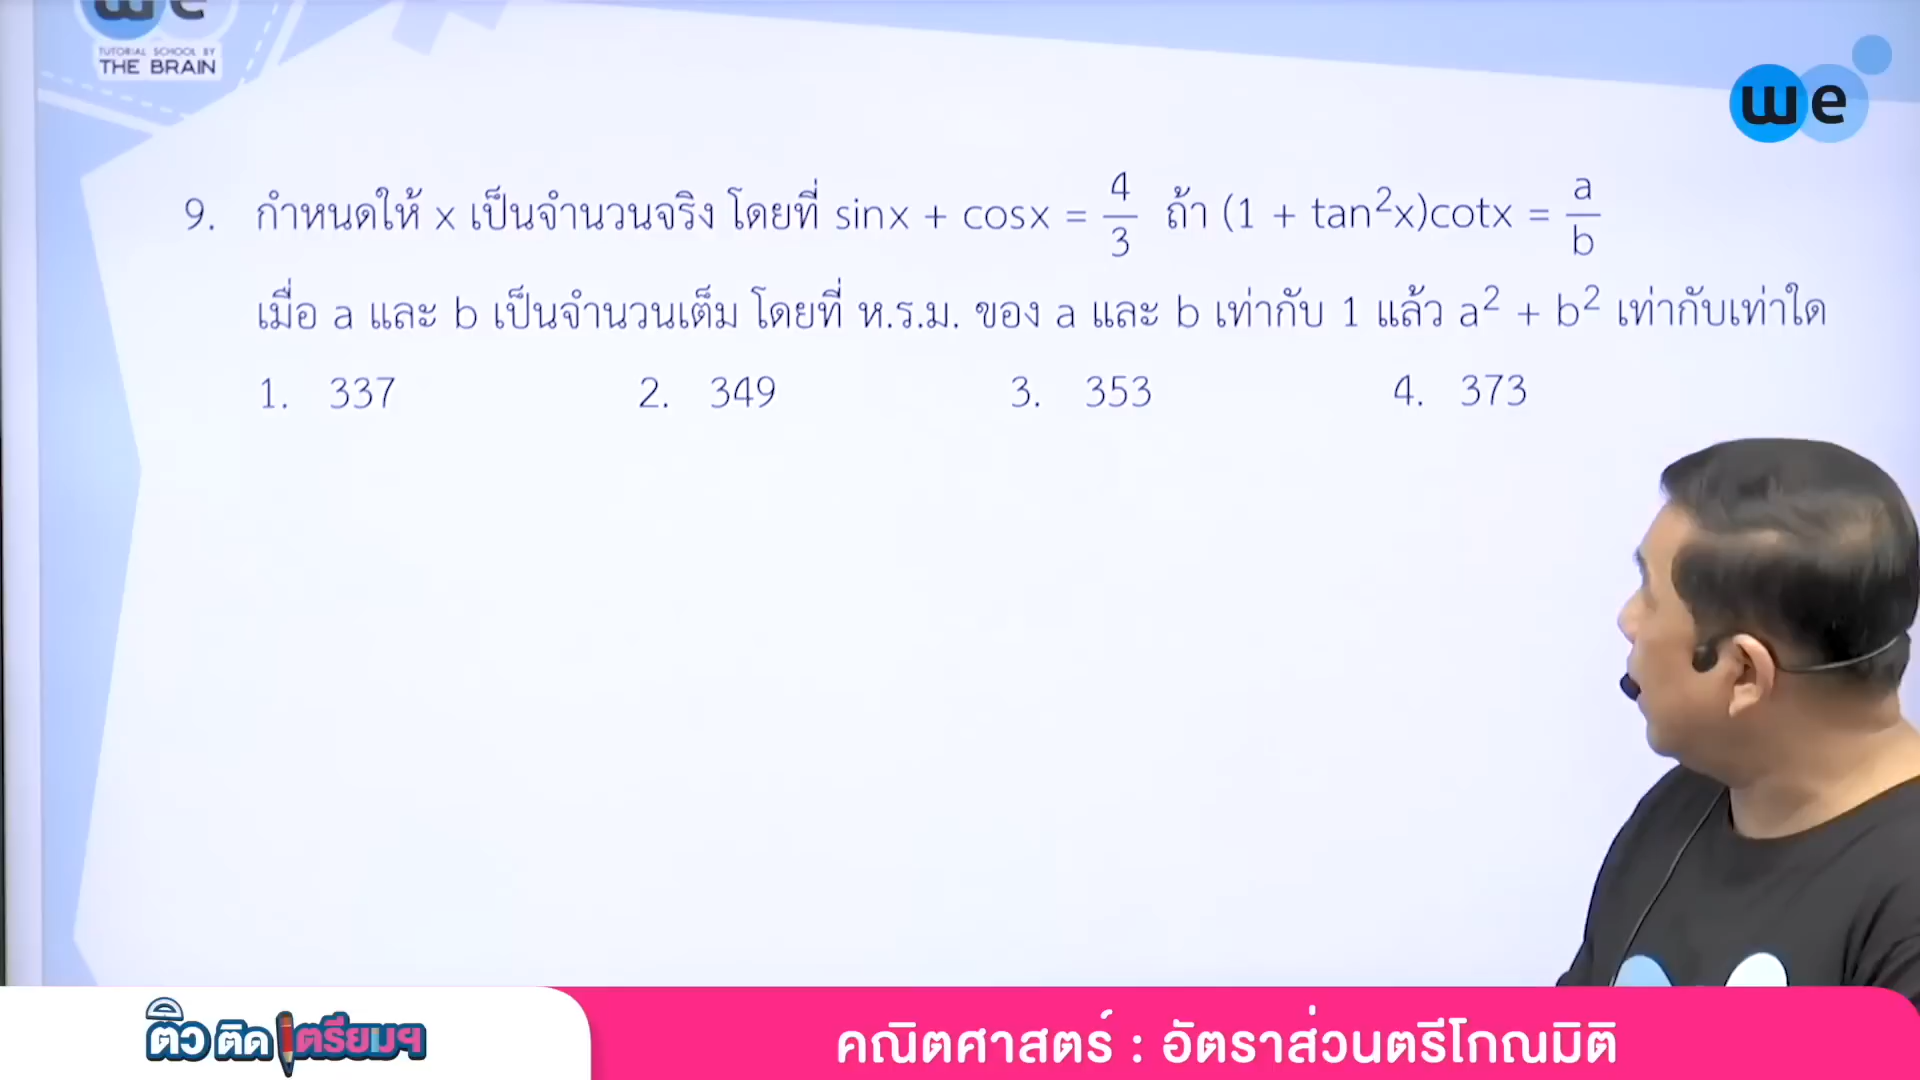 we
TUTORIAL SCHOOL BY
THE BRAIN
we
9. กำหนดให้ x เป็นจำนวนจริง โดยที่ sinx + cosx = 4/3 ถ้า (1 + tan²x)cotx = a/b
เมื่อ a และ b เป็นจำนวนเต็ม โดยที่ ห.ร.ม. ของ a และ b เท่ากับ 1 แล้ว a² + b² เท่ากับเท่าใด
1. 337 2. 349 3. 353 4. 373
ติว ติด เตรียมฯ
คณิตศาสตร์ : อัตราส่วนตรีโกณมิติ